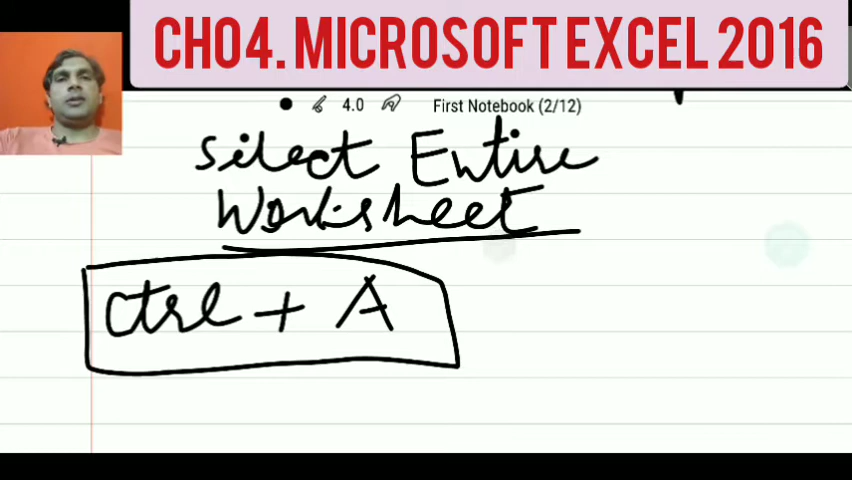 CH04. MICROSOFT EXCEL 2016
4.0 First Notebook (2/12)
Select Entire
Worksheet
Ctrl + A